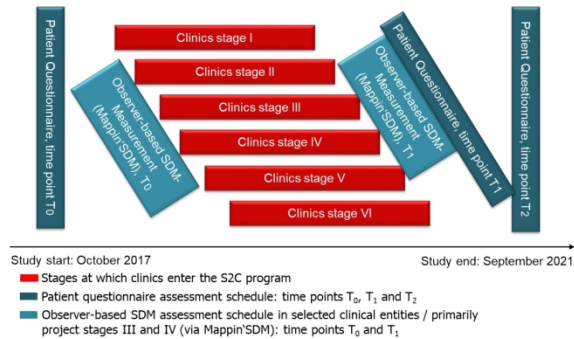 Patient Questionnaire, time
point T0
Observer-based SDM-
Measurement
(Mappin'SDM), T0
Clinics stage I
Clinics stage II
Clinics stage III
Clinics stage IV
Clinics stage V
Clinics stage VI
Observer-based SDM-
Measurement
(Mappin'SDM), T1
Patient Questionnaire, time point T1
Patient Questionnaire, time
point T2
Study start: October 2017
Study end: September 2021
Stages at which clinics enter the S2C program
Patient questionnaire assessment schedule: time points T0, T1 and T2
Observer-based SDM assessment schedule in selected clinical entities / primarily
project stages III and IV (via Mappin'SDM): time points T0 and T1